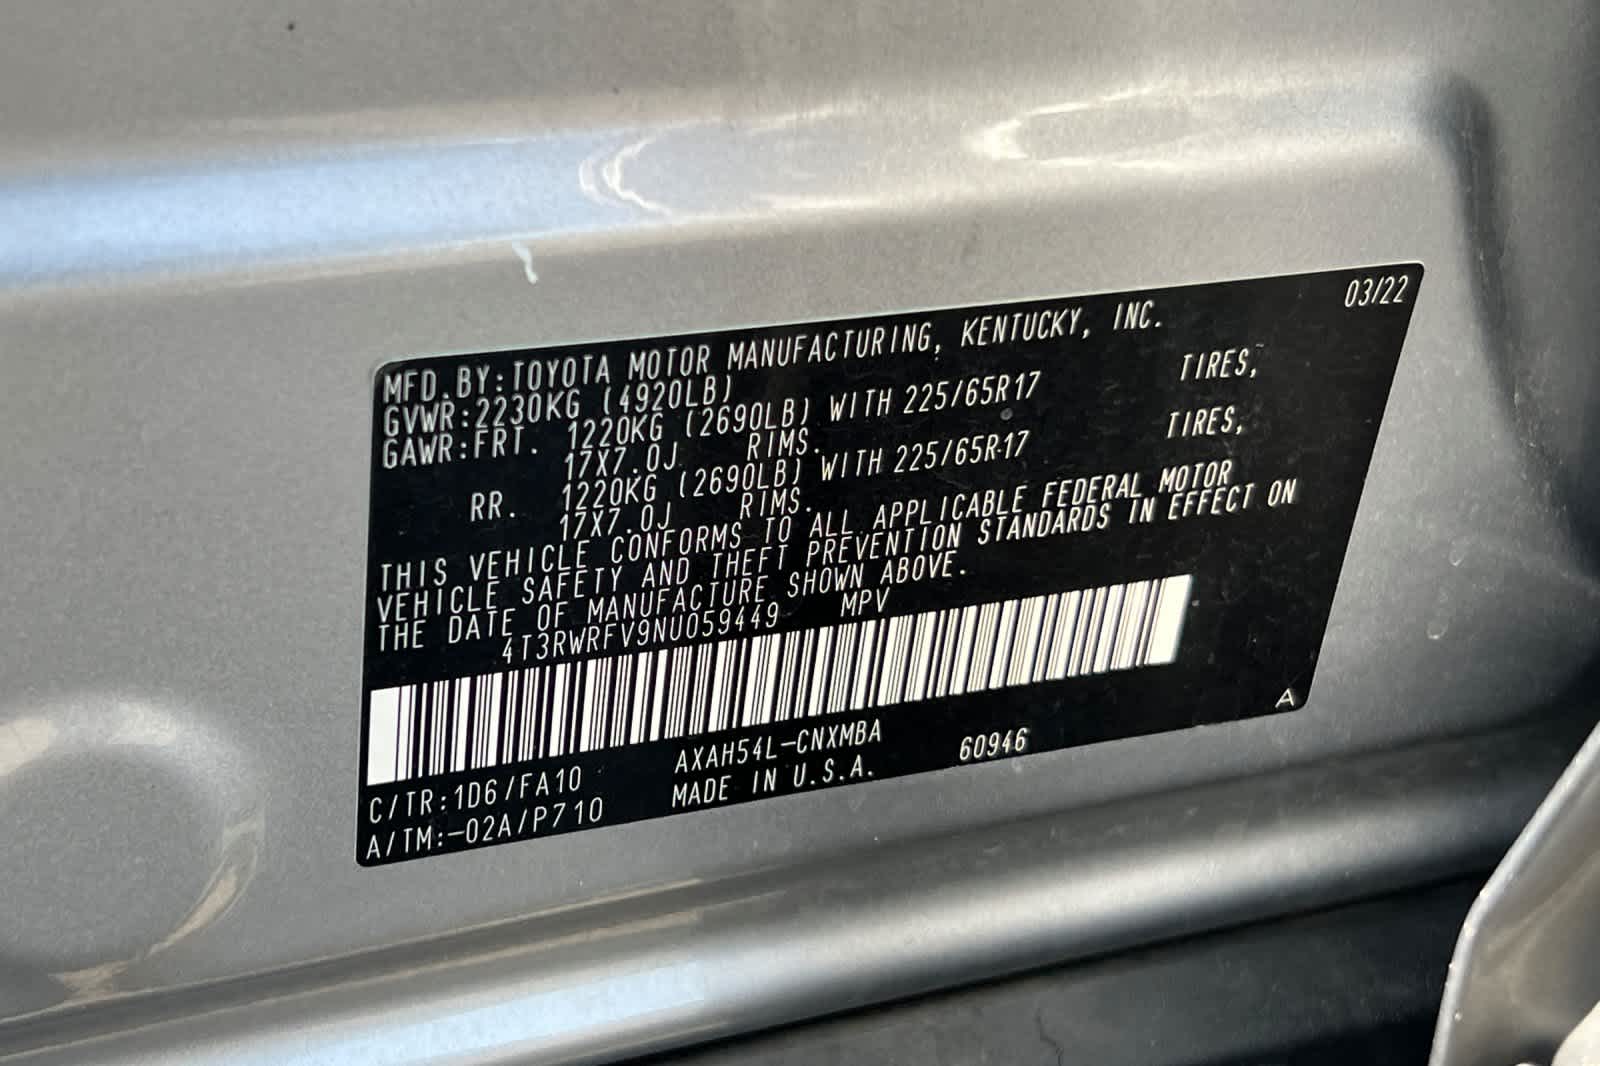 03/22
MFD.BY:TOYOTA MOTOR MANUFACTURING, KENTUCKY, INC.
GVWR:2230KG (4920LB)
GAWR:FRT. 1220KG (2690LB) WITH 225/65R17 TIRES,
17X7.0J RIMS.
RR. 1220KG (2690LB) WITH 225/65R17 TIRES,
17X7.0J RIMS.
THIS VEHICLE CONFORMS TO ALL APPLICABLE FEDERAL MOTOR
VEHICLE SAFETY AND THEFT PREVENTION STANDARDS IN EFFECT ON
THE DATE OF MANUFACTURE SHOWN ABOVE.
4T3RWRFV9NU059449 MPV
A
C/TR:1D6/FA10 AXAH54L-CNXMBA 60946
A/TM:-02A/P710 MADE IN U.S.A.